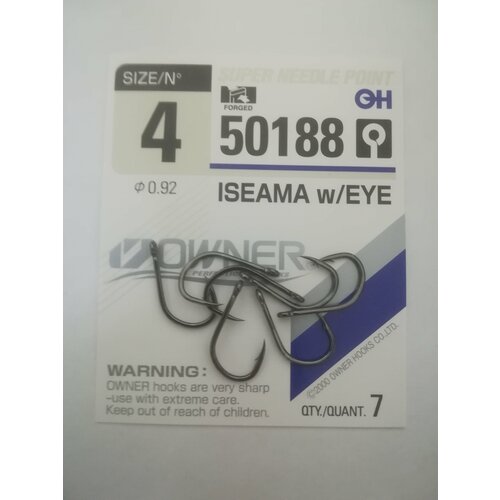 SIZE/Nº
SUPER NEEDLE POINT
4
FORGED
OH
50188
Φ 0.92
ISEAMA w/EYE
OWNER
WARNING:
OWNER hooks are very sharp
-use with extreme care.
Keep out of reach of children.
©2000 OWNER HOOKS CO.,LTD.
QTY./QUANT. 7